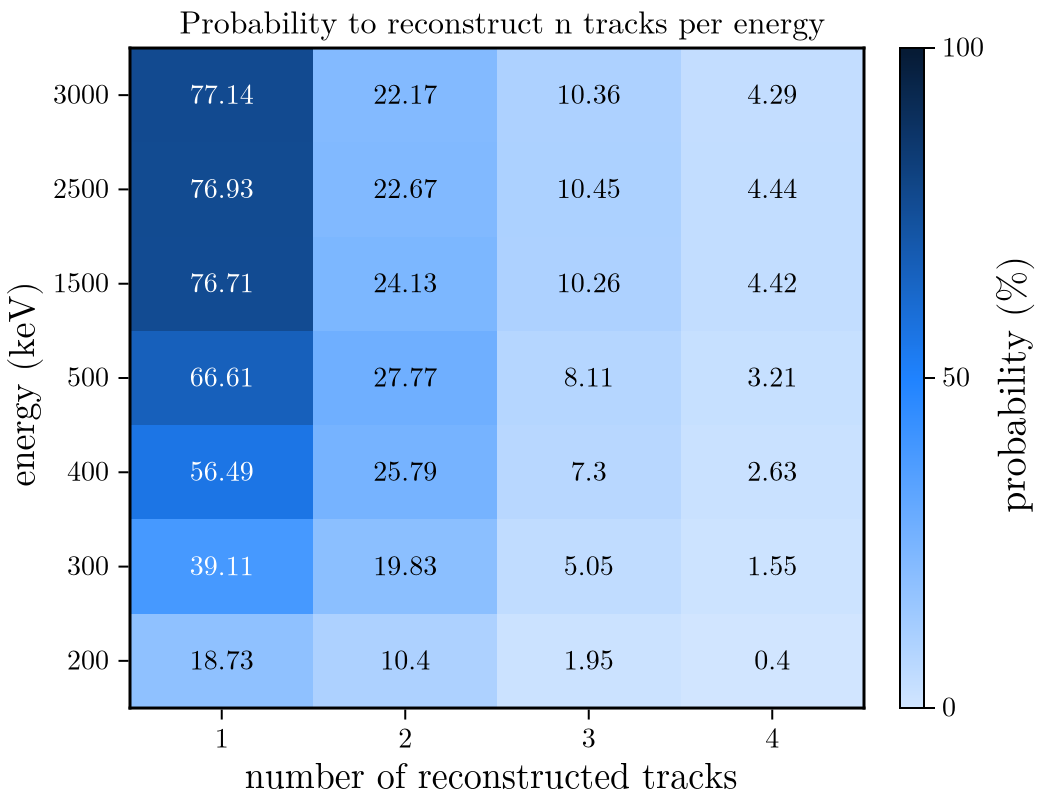 Probability to reconstruct n tracks per energy
3000 77.14 22.17 10.36 4.29 100
2500 76.93 22.67 10.45 4.44
1500 76.71 24.13 10.26 4.42
500 66.61 27.77 8.11 3.21 50
400 56.49 25.79 7.3 2.63
300 39.11 19.83 5.05 1.55
200 18.73 10.4 1.95 0.4
0
1 2 3 4
number of reconstructed tracks
energy (keV)
probability (%)